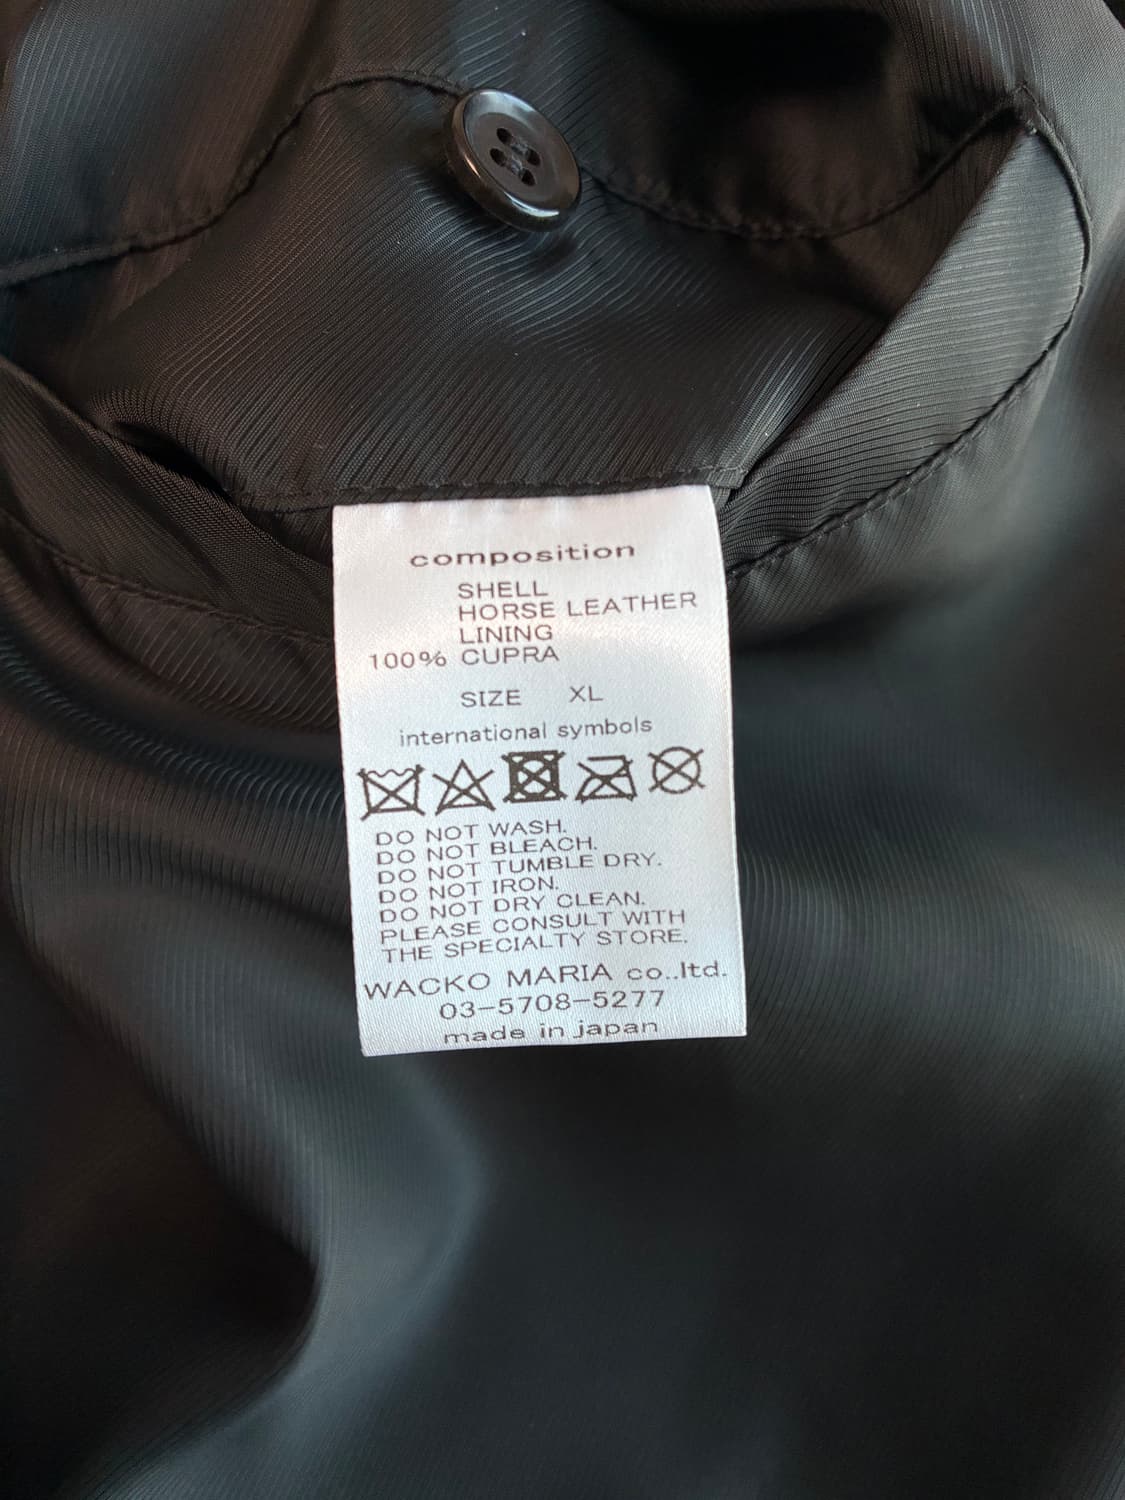 composition
SHELL
HORSE LEATHER
LINING
100% CUPRA
SIZE XL
international symbols
DO NOT WASH.
DO NOT BLEACH.
DO NOT TUMBLE DRY.
DO NOT IRON.
DO NOT DRY CLEAN.
PLEASE CONSULT WITH
THE SPECIALTY STORE.
WACKO MARIA co..ltd.
03-5708-5277
made in japan